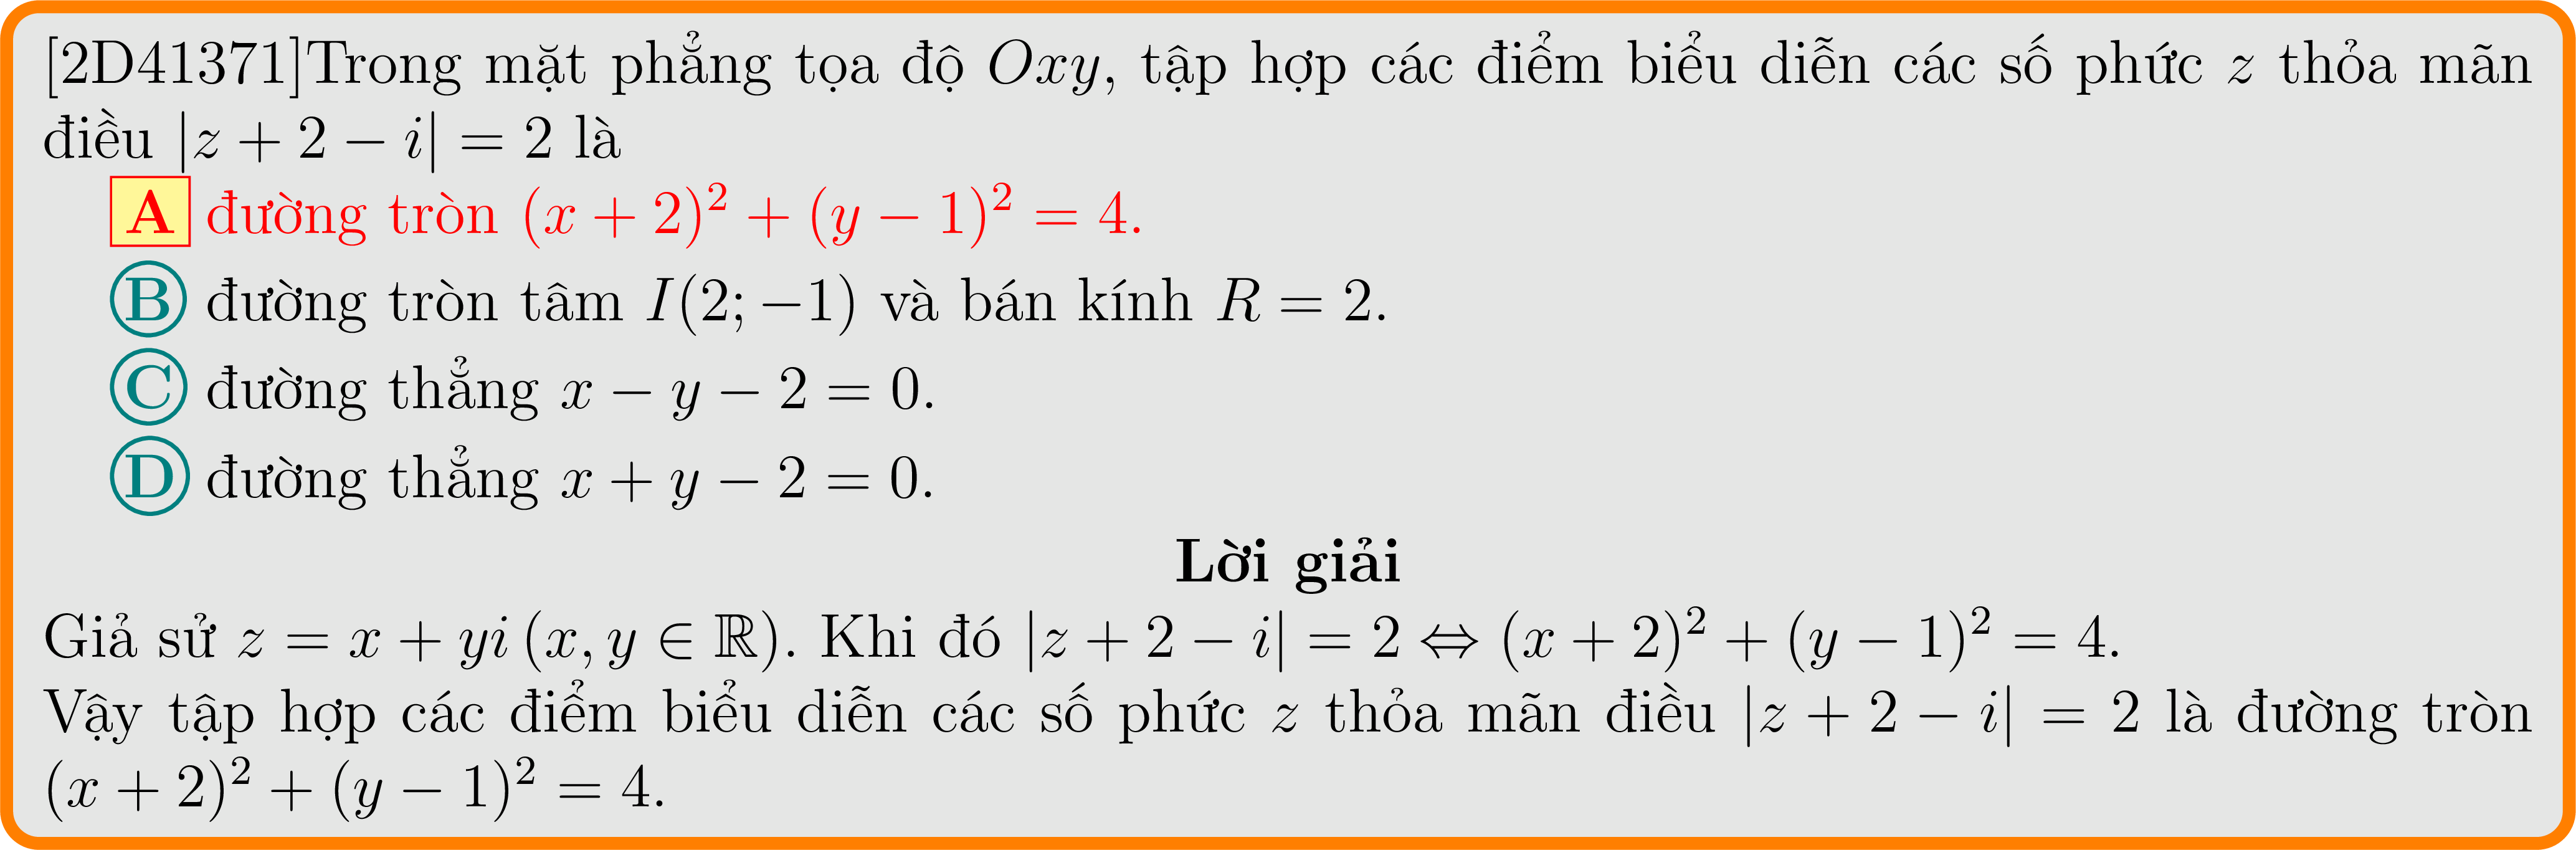 [2D41371]Trong mặt phẳng tọa độ Oxy, tập hợp các điểm biểu diễn các số phức z thỏa mãn
điều |z + 2 − i| = 2 là
A đường tròn (x + 2)² + (y − 1)² = 4.
B đường tròn tâm I(2; −1) và bán kính R = 2.
C đường thẳng x − y − 2 = 0.
D đường thẳng x + y − 2 = 0.
Lời giải
Giả sử z = x + yi (x, y ∈ ℝ). Khi đó |z + 2 − i| = 2 ⇔ (x + 2)² + (y − 1)² = 4.
Vậy tập hợp các điểm biểu diễn các số phức z thỏa mãn điều |z + 2 − i| = 2 là đường tròn
(x + 2)² + (y − 1)² = 4.